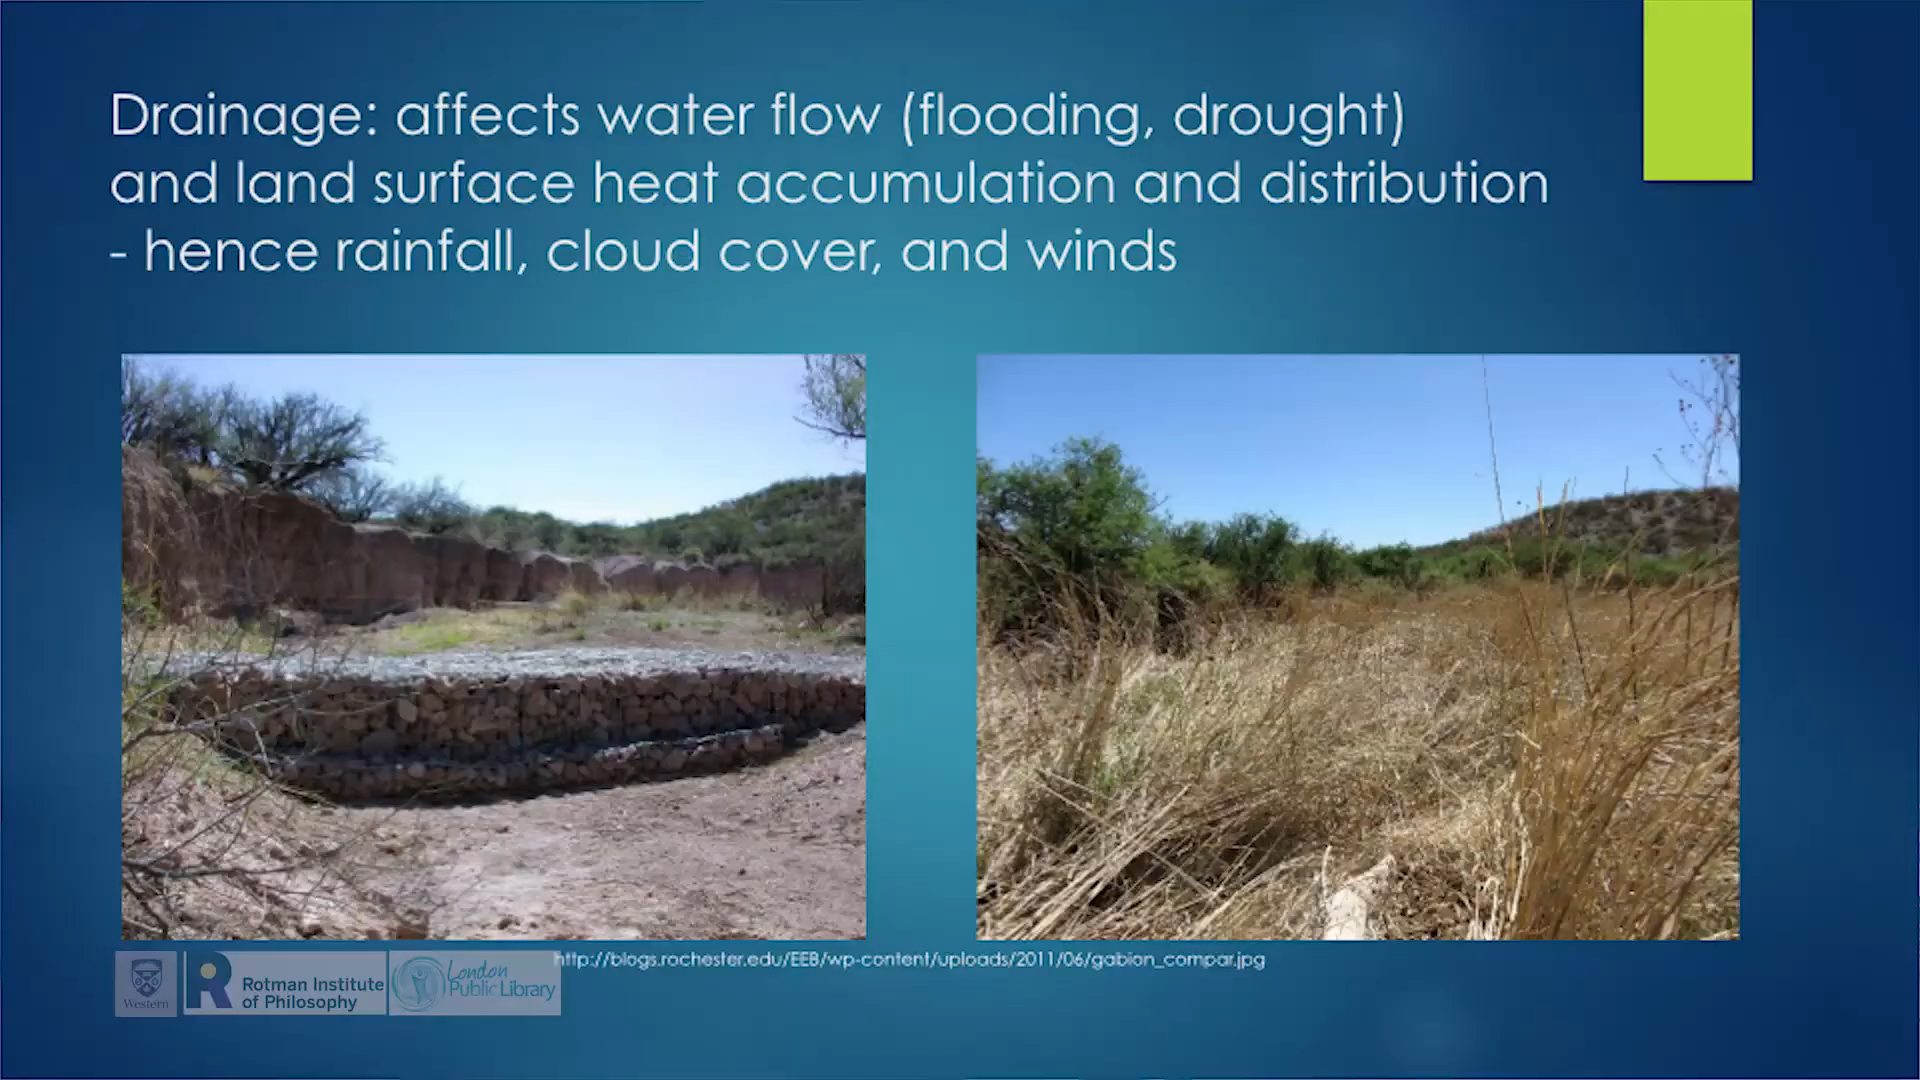 Drainage: affects water flow (flooding, drought)
and land surface heat accumulation and distribution
- hence rainfall, cloud cover, and winds
http://blogs.rochester.edu/EEB/wp-content/uploads/2011/06/gabion_compar.jpg
Western
R
Rotman Institute
of Philosophy
London
Public Library